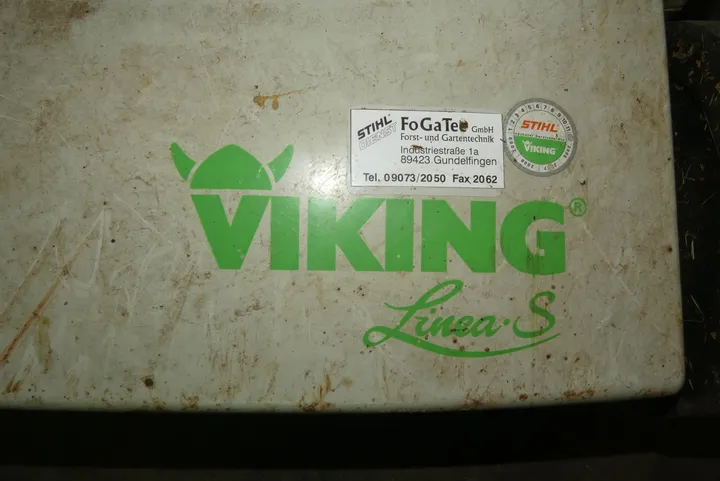 STIHL®
DIENST
FoGaTec GmbH
Forst- und Gartentechnik
Industriestraße 1a
89423 Gundelfingen
Tel. 09073/2050 Fax 2062
STIHL
VIKING
VIKING®
Linea·S